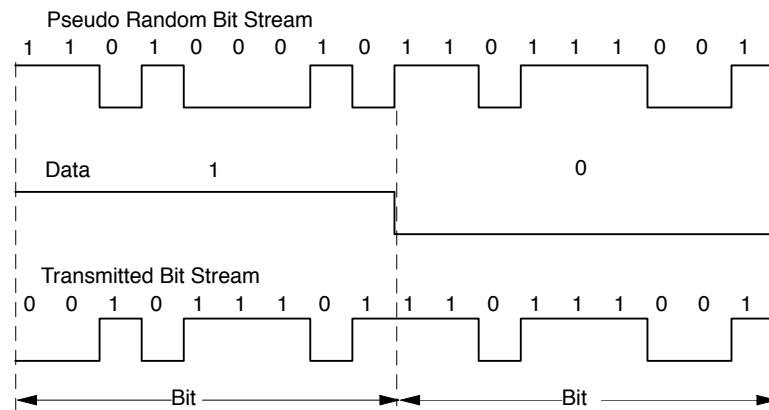 Pseudo Random Bit Stream
1 1 0 1 0 0 0 1 0 1 1 0 1 1 1 0 0 1
Data 1 0
Transmitted Bit Stream
0 0 1 0 1 1 1 0 1 1 1 0 1 1 1 0 0 1
Bit Bit